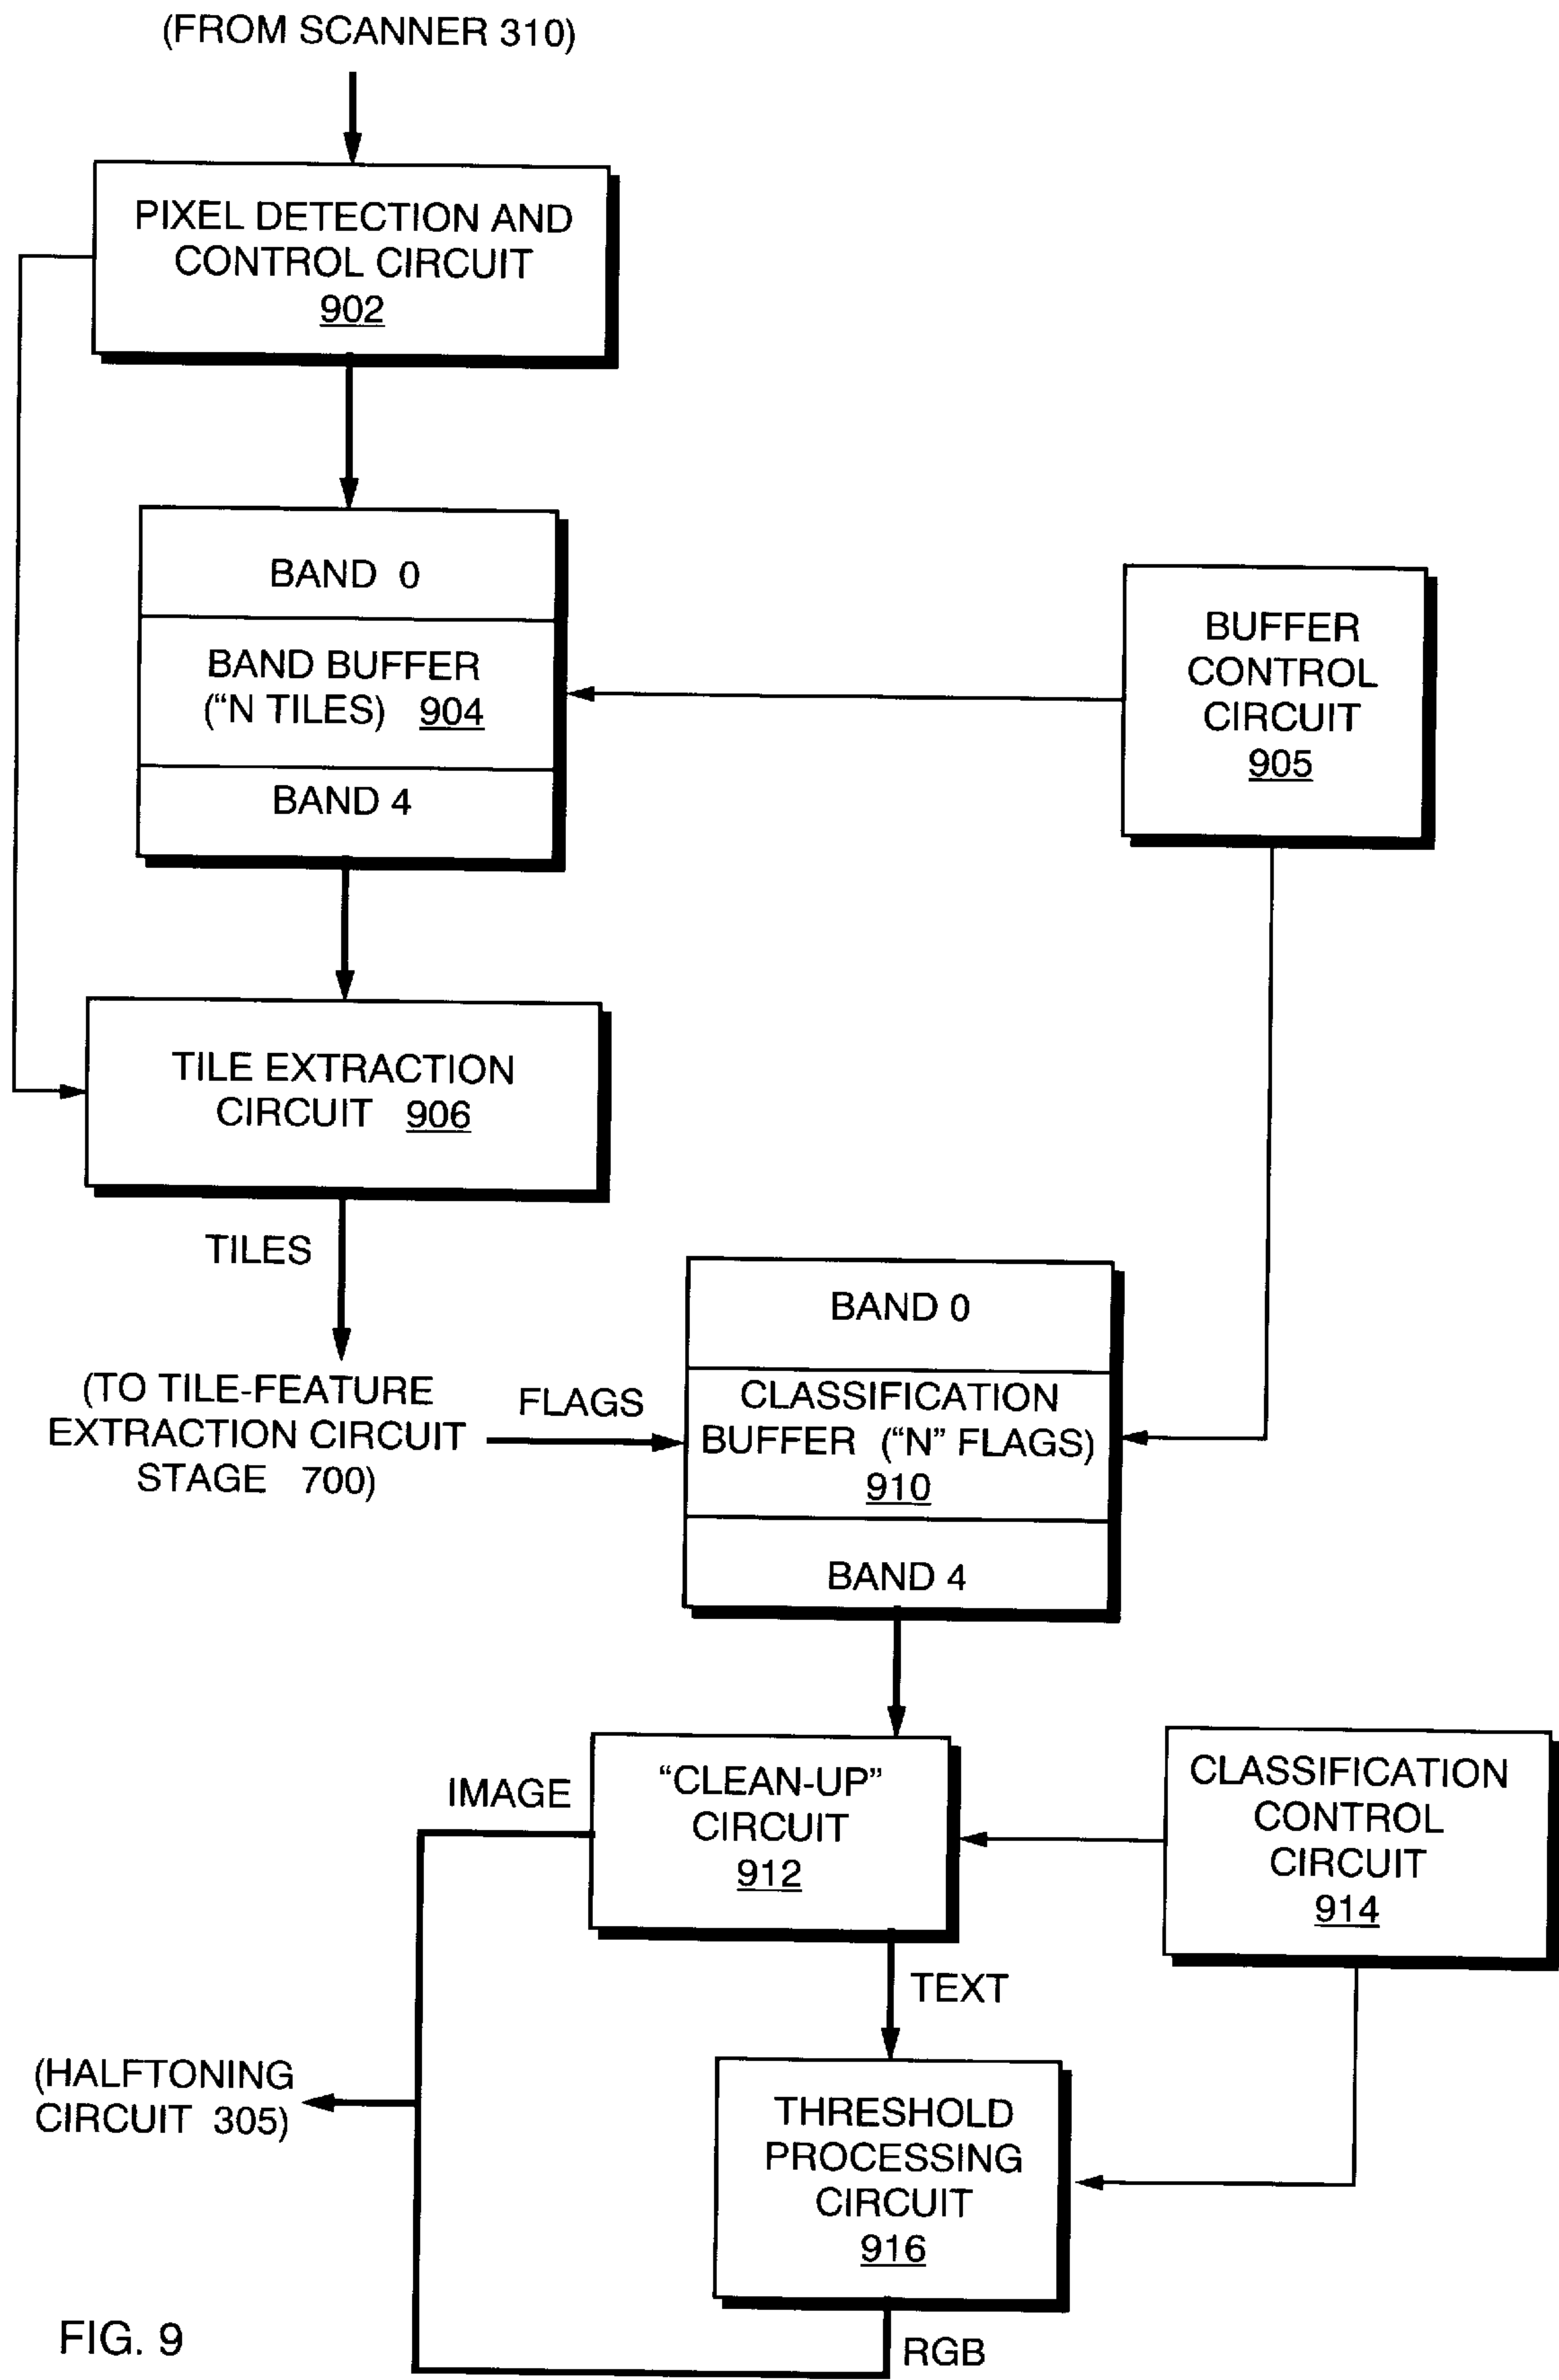 (FROM SCANNER 310)
PIXEL DETECTION AND
CONTROL CIRCUIT
902
BAND 0
BAND BUFFER
(“N TILES) 904
BAND 4
BUFFER
CONTROL
CIRCUIT
905
TILE EXTRACTION
CIRCUIT 906
TILES
(TO TILE-FEATURE
EXTRACTION CIRCUIT
STAGE 700)
FLAGS
BAND 0
CLASSIFICATION
BUFFER (“N” FLAGS)
910
BAND 4
IMAGE
“CLEAN-UP”
CIRCUIT
912
CLASSIFICATION
CONTROL
CIRCUIT
914
TEXT
(HALFTONING
CIRCUIT 305)
THRESHOLD
PROCESSING
CIRCUIT
916
RGB
FIG. 9